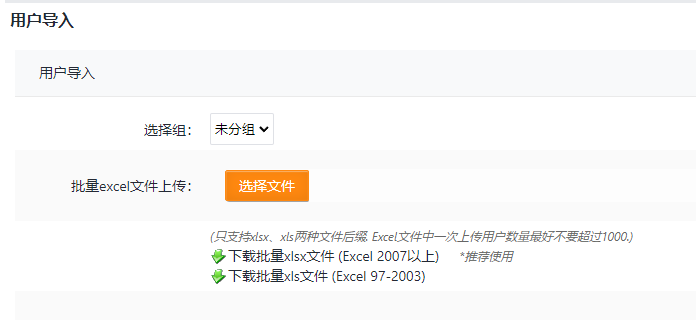 用户导入
用户导入
选择组：
未分组
批量excel文件上传：
选择文件
(只支持xlsx、xls两种文件后缀. Excel文件中一次上传用户数量最好不要超过1000.)
下载批量xlsx文件 (Excel 2007以上) *推荐使用
下载批量xls文件 (Excel 97-2003)